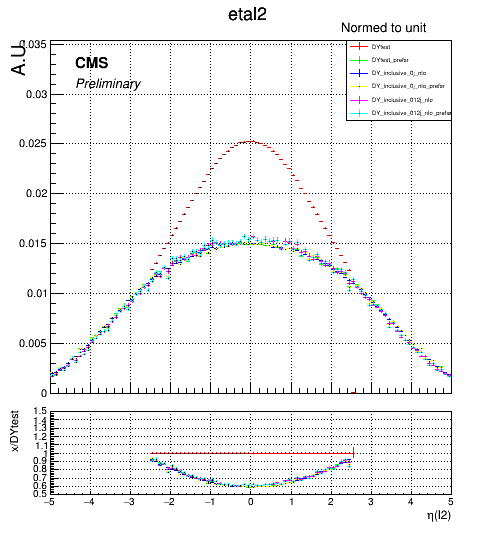 etal2
Normed to unit
A.U
CMS
Preliminary
DYtest
DYtest_prefsr
DY_inclusive_0j_nlo
DY_inclusive_0j_nlo_prefsr
DY_inclusive_012j_nlo
DY_inclusive_012j_nlo_prefsr
0.035
0.03
0.025
0.02
0.015
0.01
0.005
0
x/DYtest
1.5
1.4
1.3
1.2
1.1
1
0.9
0.8
0.7
0.6
0.5
−5 −4 −3 −2 −1 0 1 2 3 4 5
η(l2)